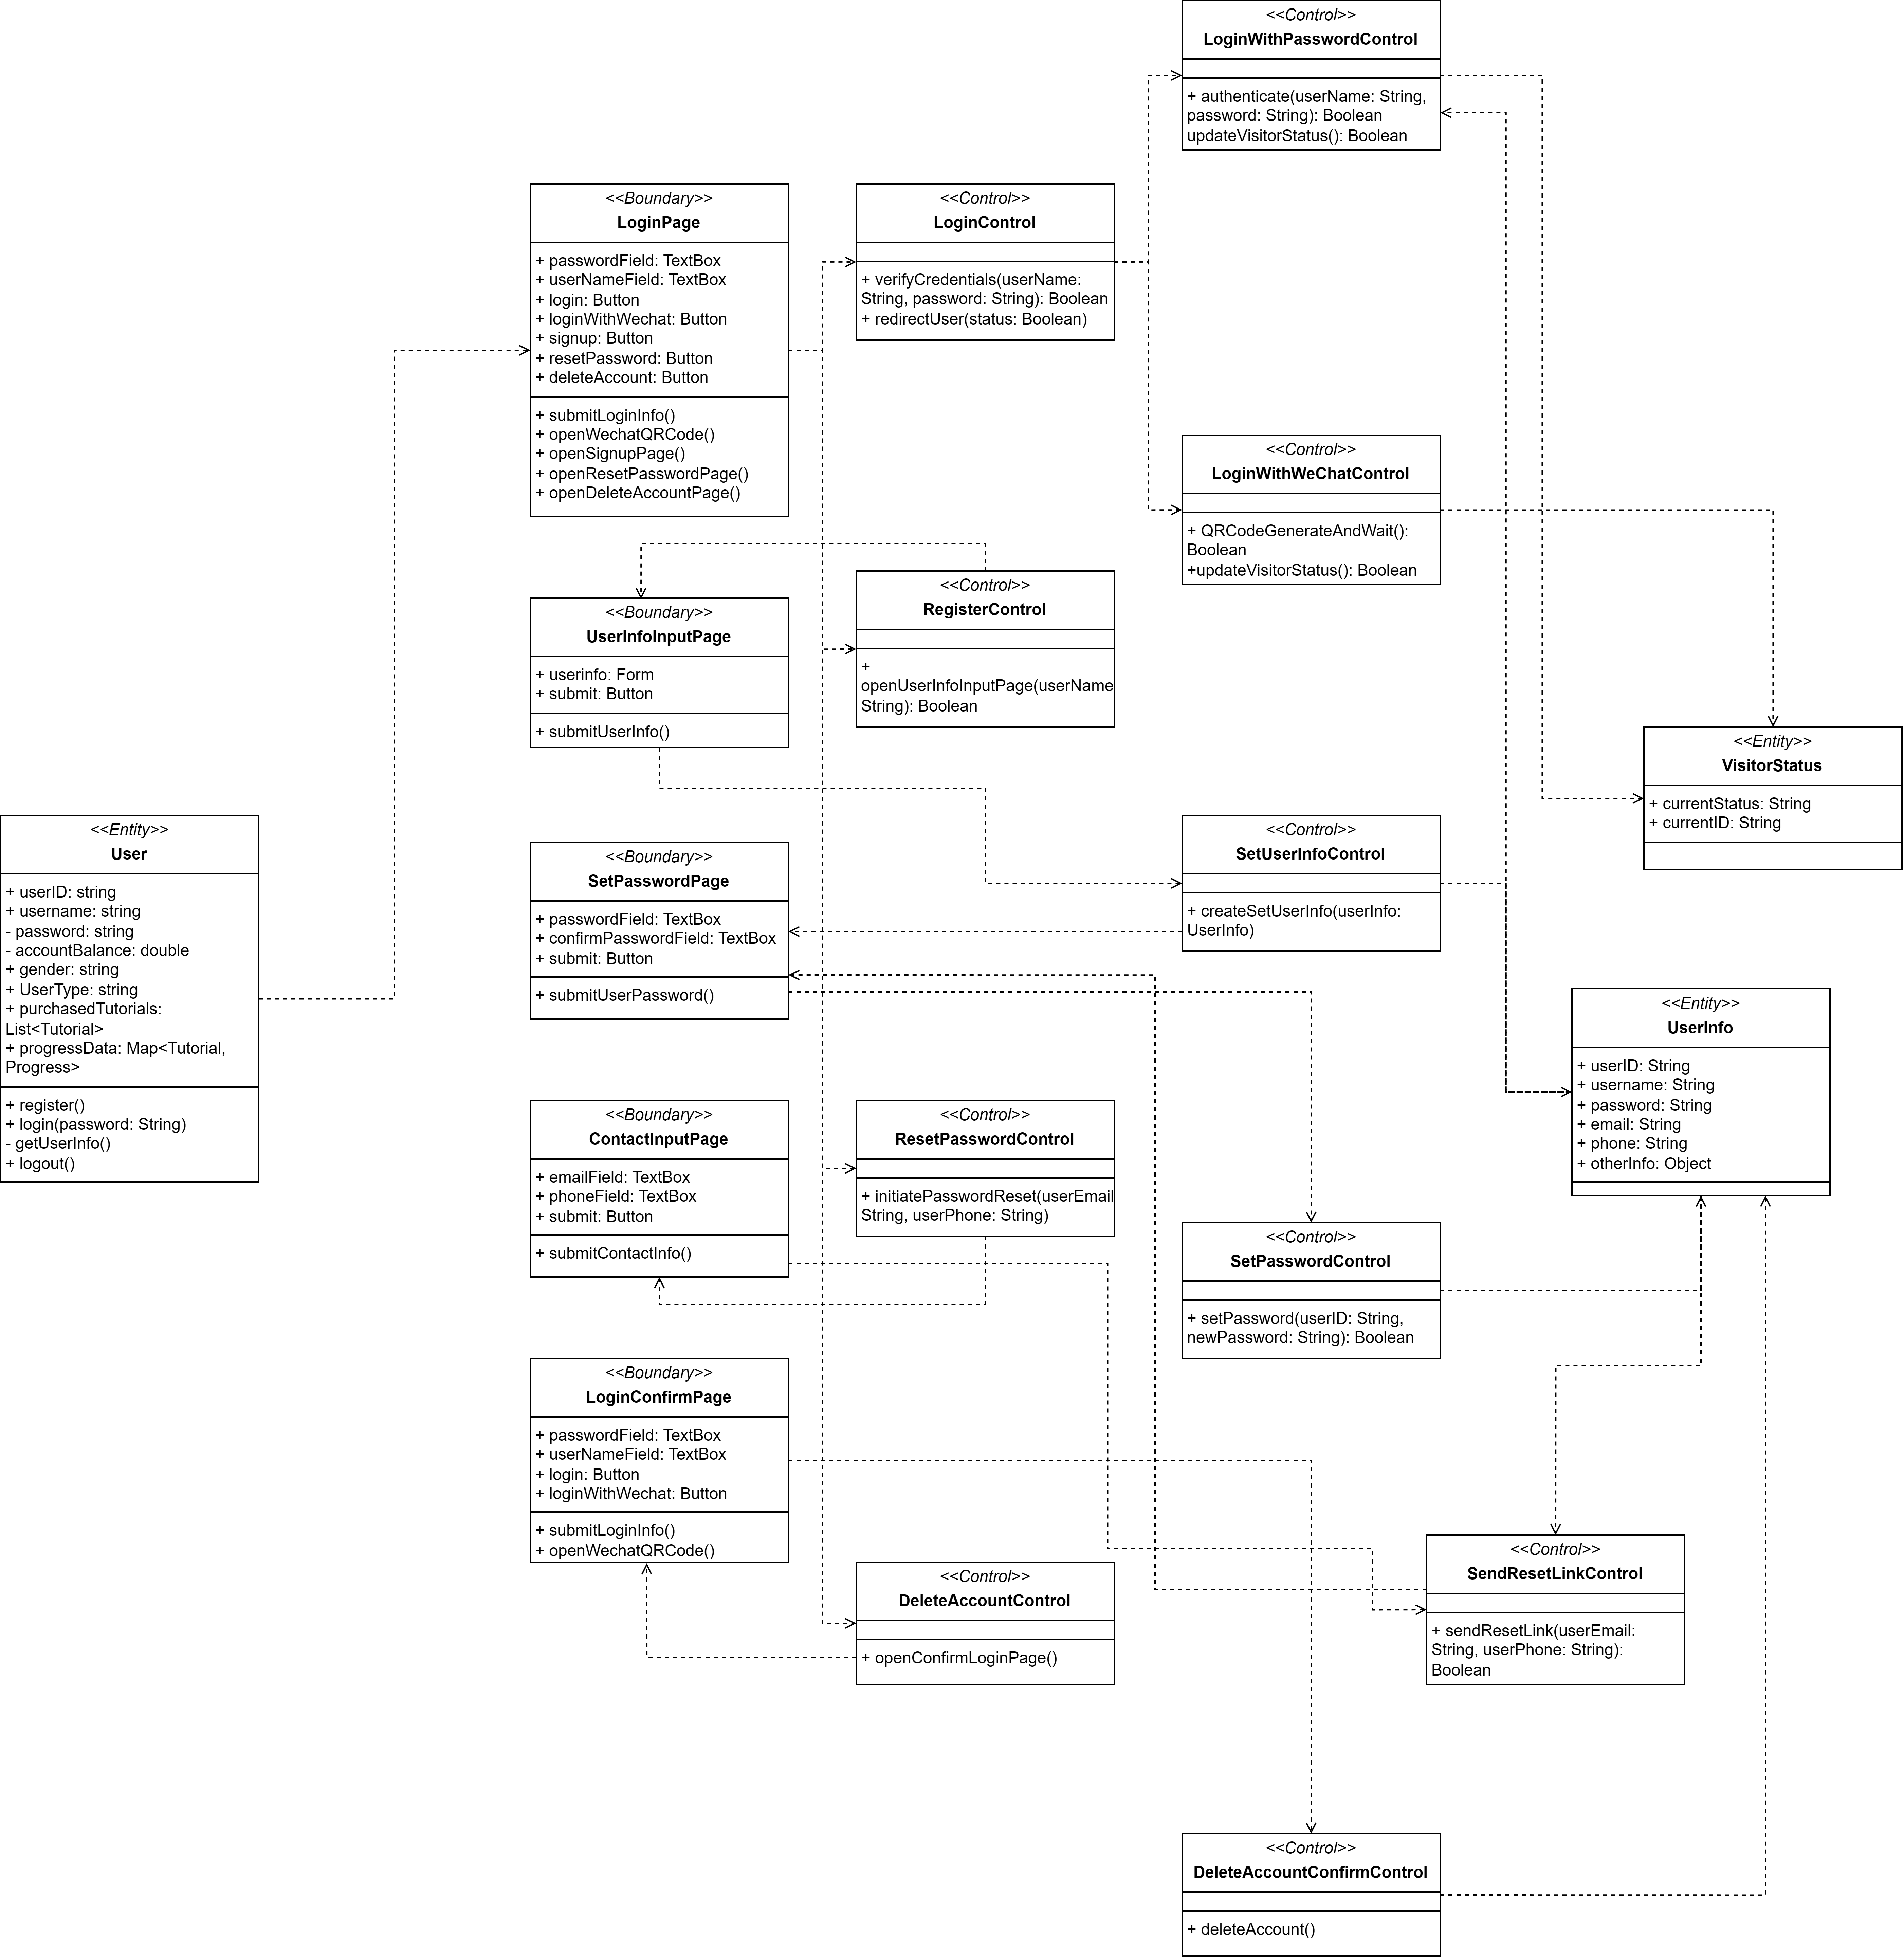 <<Control>>
LoginWithPasswordControl
+ authenticate(userName: String,
password: String): Boolean
updateVisitorStatus(): Boolean
<<Boundary>>
LoginPage
+ passwordField: TextBox
+ userNameField: TextBox
+ login: Button
+ loginWithWechat: Button
+ signup: Button
+ resetPassword: Button
+ deleteAccount: Button
+ submitLoginInfo()
+ openWechatQRCode()
+ openSignupPage()
+ openResetPasswordPage()
+ openDeleteAccountPage()
<<Control>>
LoginControl
+ verifyCredentials(userName:
String, password: String): Boolean
+ redirectUser(status: Boolean)
<<Control>>
LoginWithWeChatControl
+ QRCodeGenerateAndWait():
Boolean
+updateVisitorStatus(): Boolean
<<Boundary>>
UserInfoInputPage
+ userinfo: Form
+ submit: Button
+ submitUserInfo()
<<Control>>
RegisterControl
+
openUserInfoInputPage(userName
String): Boolean
<<Entity>>
VisitorStatus
+ currentStatus: String
+ currentID: String
<<Entity>>
User
+ userID: string
+ username: string
- password: string
- accountBalance: double
+ gender: string
+ UserType: string
+ purchasedTutorials:
List<Tutorial>
+ progressData: Map<Tutorial,
Progress>
+ register()
+ login(password: String)
- getUserInfo()
+ logout()
<<Boundary>>
SetPasswordPage
+ passwordField: TextBox
+ confirmPasswordField: TextBox
+ submit: Button
+ submitUserPassword()
<<Control>>
SetUserInfoControl
+ createSetUserInfo(userInfo:
UserInfo)
<<Entity>>
UserInfo
+ userID: String
+ username: String
+ password: String
+ email: String
+ phone: String
+ otherInfo: Object
<<Boundary>>
ContactInputPage
+ emailField: TextBox
+ phoneField: TextBox
+ submit: Button
+ submitContactInfo()
<<Control>>
ResetPasswordControl
+ initiatePasswordReset(userEmail
String, userPhone: String)
<<Control>>
SetPasswordControl
+ setPassword(userID: String,
newPassword: String): Boolean
<<Boundary>>
LoginConfirmPage
+ passwordField: TextBox
+ userNameField: TextBox
+ login: Button
+ loginWithWechat: Button
+ submitLoginInfo()
+ openWechatQRCode()
<<Control>>
DeleteAccountControl
+ openConfirmLoginPage()
<<Control>>
SendResetLinkControl
+ sendResetLink(userEmail:
String, userPhone: String):
Boolean
<<Control>>
DeleteAccountConfirmControl
+ deleteAccount()